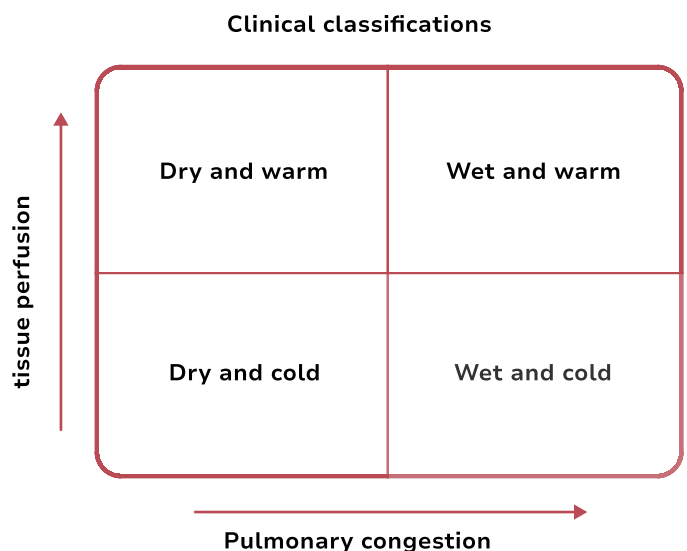 Clinical classifications
Dry and warm
Wet and warm
tissue perfusion
Dry and cold
Wet and cold
Pulmonary congestion